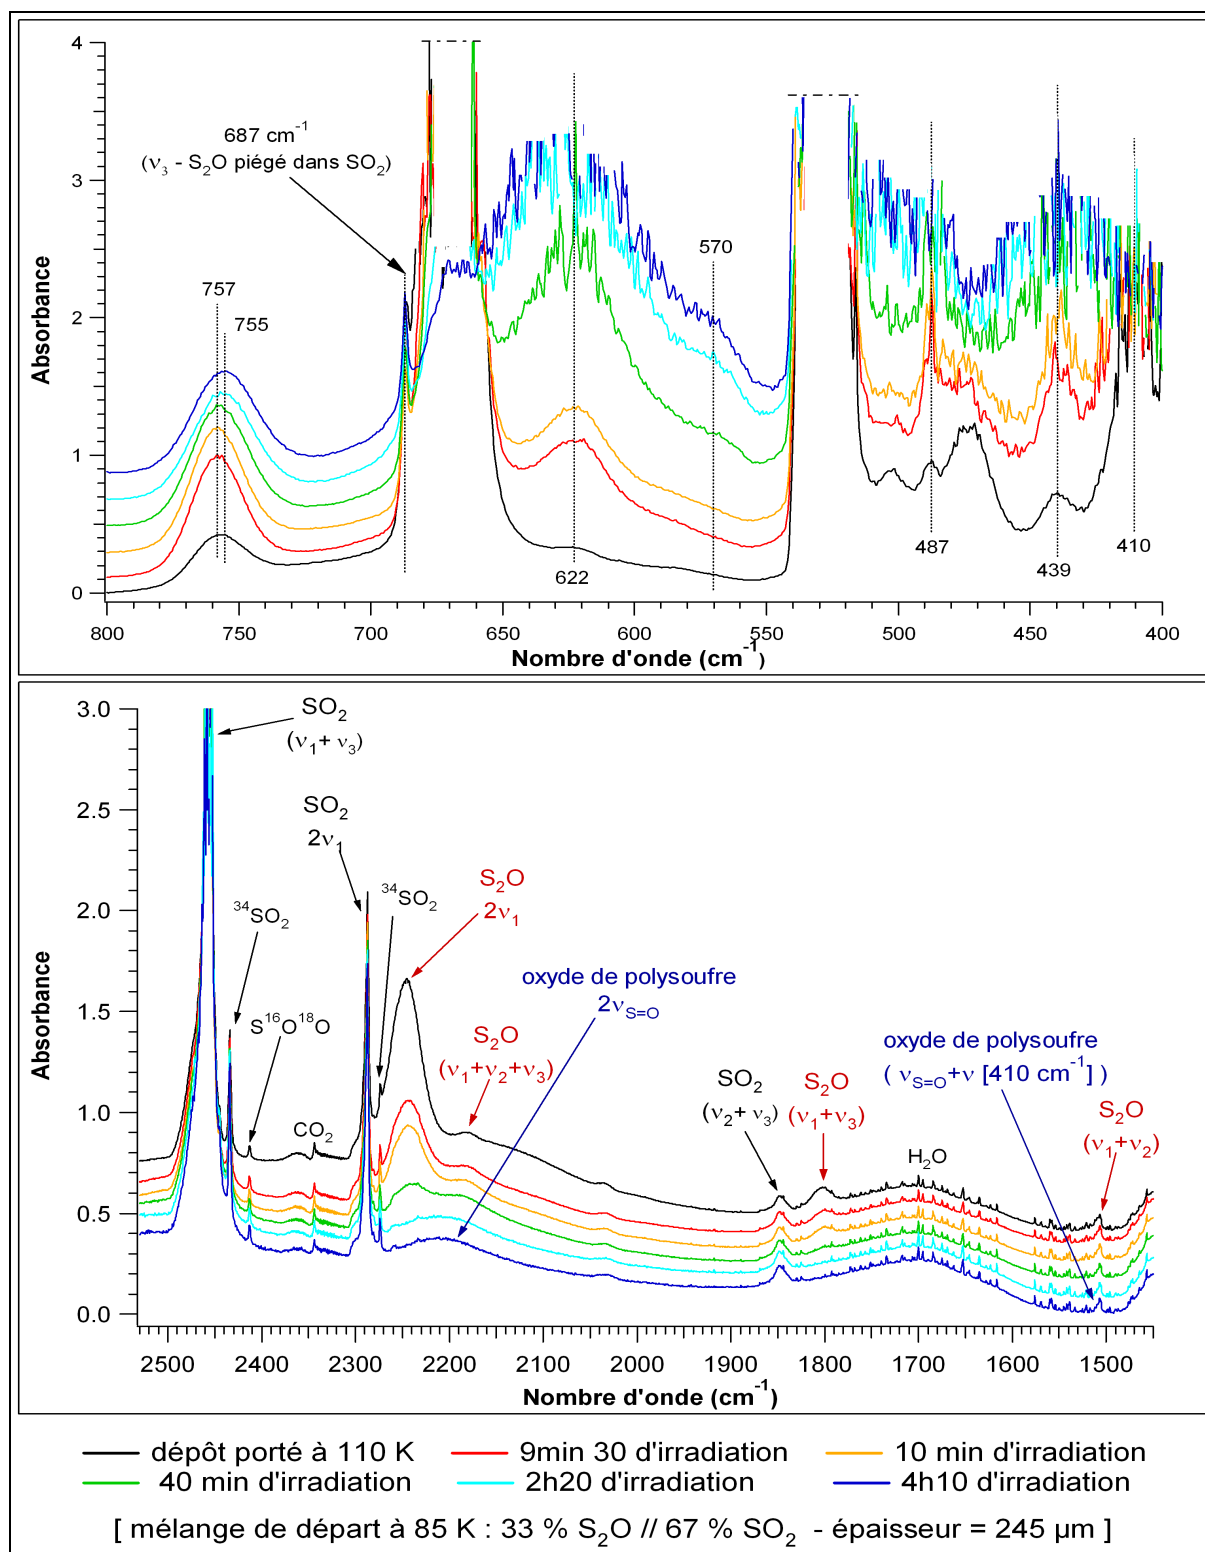 4
3
2
1
0
Absorbance
687 cm⁻¹
(ν₃ - S₂O piégé dans SO₂)
757
755
570
622
487
439
410
800
750
700
650
600
550
500
450
400
Nombre d'onde (cm⁻¹)
3.0
2.5
2.0
1.5
1.0
0.5
0.0
Absorbance
SO₂
(ν₁+ ν₃)
SO₂
2ν₁
³⁴SO₂
³⁴SO₂
S¹⁶O¹⁸O
CO₂
S₂O
2ν₁
oxyde de polysoufre
2ν_S=O
S₂O
(ν₁+ν₂+ν₃)
SO₂
(ν₂+ ν₃)
S₂O
(ν₁+ν₃)
H₂O
oxyde de polysoufre
( ν_S=O+ν [410 cm⁻¹] )
S₂O
(ν₁+ν₂)
2500
2400
2300
2200
2100
2000
1900
1800
1700
1600
1500
Nombre d'onde (cm⁻¹)
dépôt porté à 110 K
9min 30 d'irradiation
10 min d'irradiation
40 min d'irradiation
2h20 d'irradiation
4h10 d'irradiation
[ mélange de départ à 85 K : 33 % S₂O // 67 % SO₂ - épaisseur = 245 µm ]